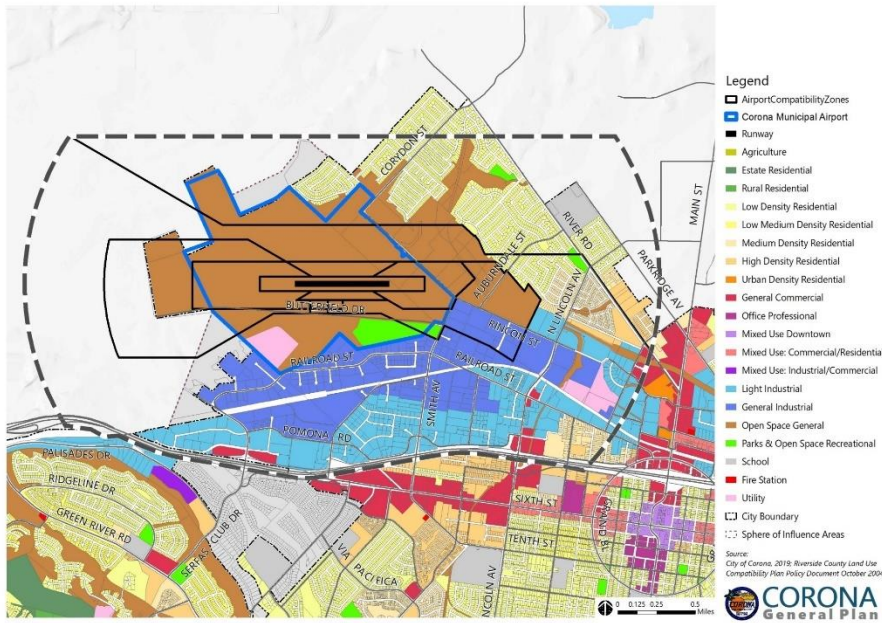 CORYDON ST
MAIN ST
RIVER RD
PARKRIDGE AV
AUBURNDALE ST
N LINCOLN AV
BUTTERFIELD DR
RINCON ST
RAILROAD ST
RAILROAD ST
SMITH AV
POMONA RD
PALISADES DR
RIDGELINE DR
GREEN RIVER RD
SERFAS CLUB DR
VIA
PACIFICA
SIXTH ST
GRAND BL
TENTH ST
NCOLN AV
Legend
AirportCompatibilityZones
Corona Municipal Airport
Runway
Agriculture
Estate Residential
Rural Residential
Low Density Residential
Low Medium Density Residential
Medium Density Residential
High Density Residential
Urban Density Residential
General Commercial
Office Professional
Mixed Use Downtown
Mixed Use: Commercial/Residentia
Mixed Use: Industrial/Commercial
Light Industrial
General Industrial
Open Space General
Parks & Open Space Recreational
School
Fire Station
Utility
City Boundary
Sphere of Influence Areas
Source:
City of Corona, 2019; Riverside County Land Use
Compatibility Plan Policy Document October 2004
0 0.125 0.25 0.5
Miles
CORONA
CORONA
General Plan